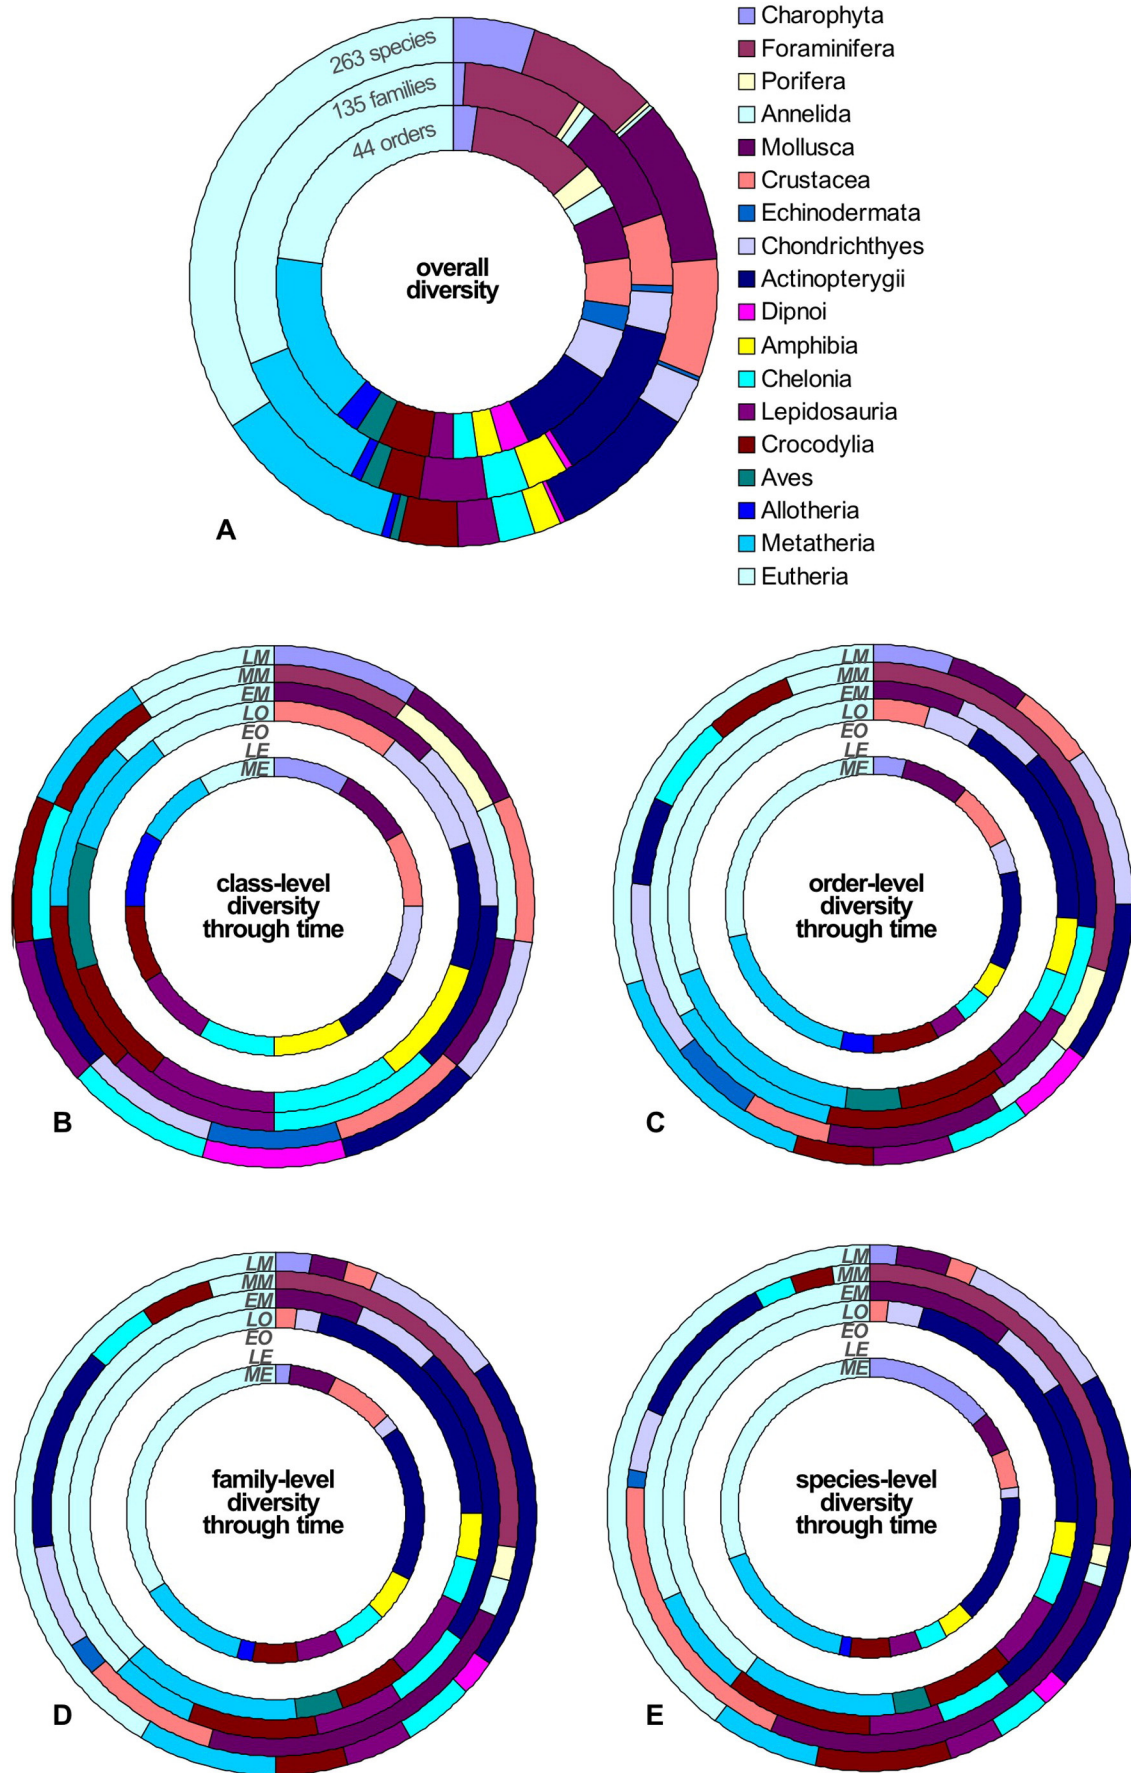 263 species
135 families
44 orders
overall
diversity
A
Charophyta
Foraminifera
Porifera
Annelida
Mollusca
Crustacea
Echinodermata
Chondrichthyes
Actinopterygii
Dipnoi
Amphibia
Chelonia
Lepidosauria
Crocodylia
Aves
Allotheria
Metatheria
Eutheria
LM
MM
EM
LO
EO
LE
ME
class-level
diversity
through time
B
LM
MM
EM
LO
EO
LE
ME
order-level
diversity
through time
C
LM
MM
EM
LO
EO
LE
ME
family-level
diversity
through time
D
LM
MM
EM
LO
EO
LE
ME
species-level
diversity
through time
E